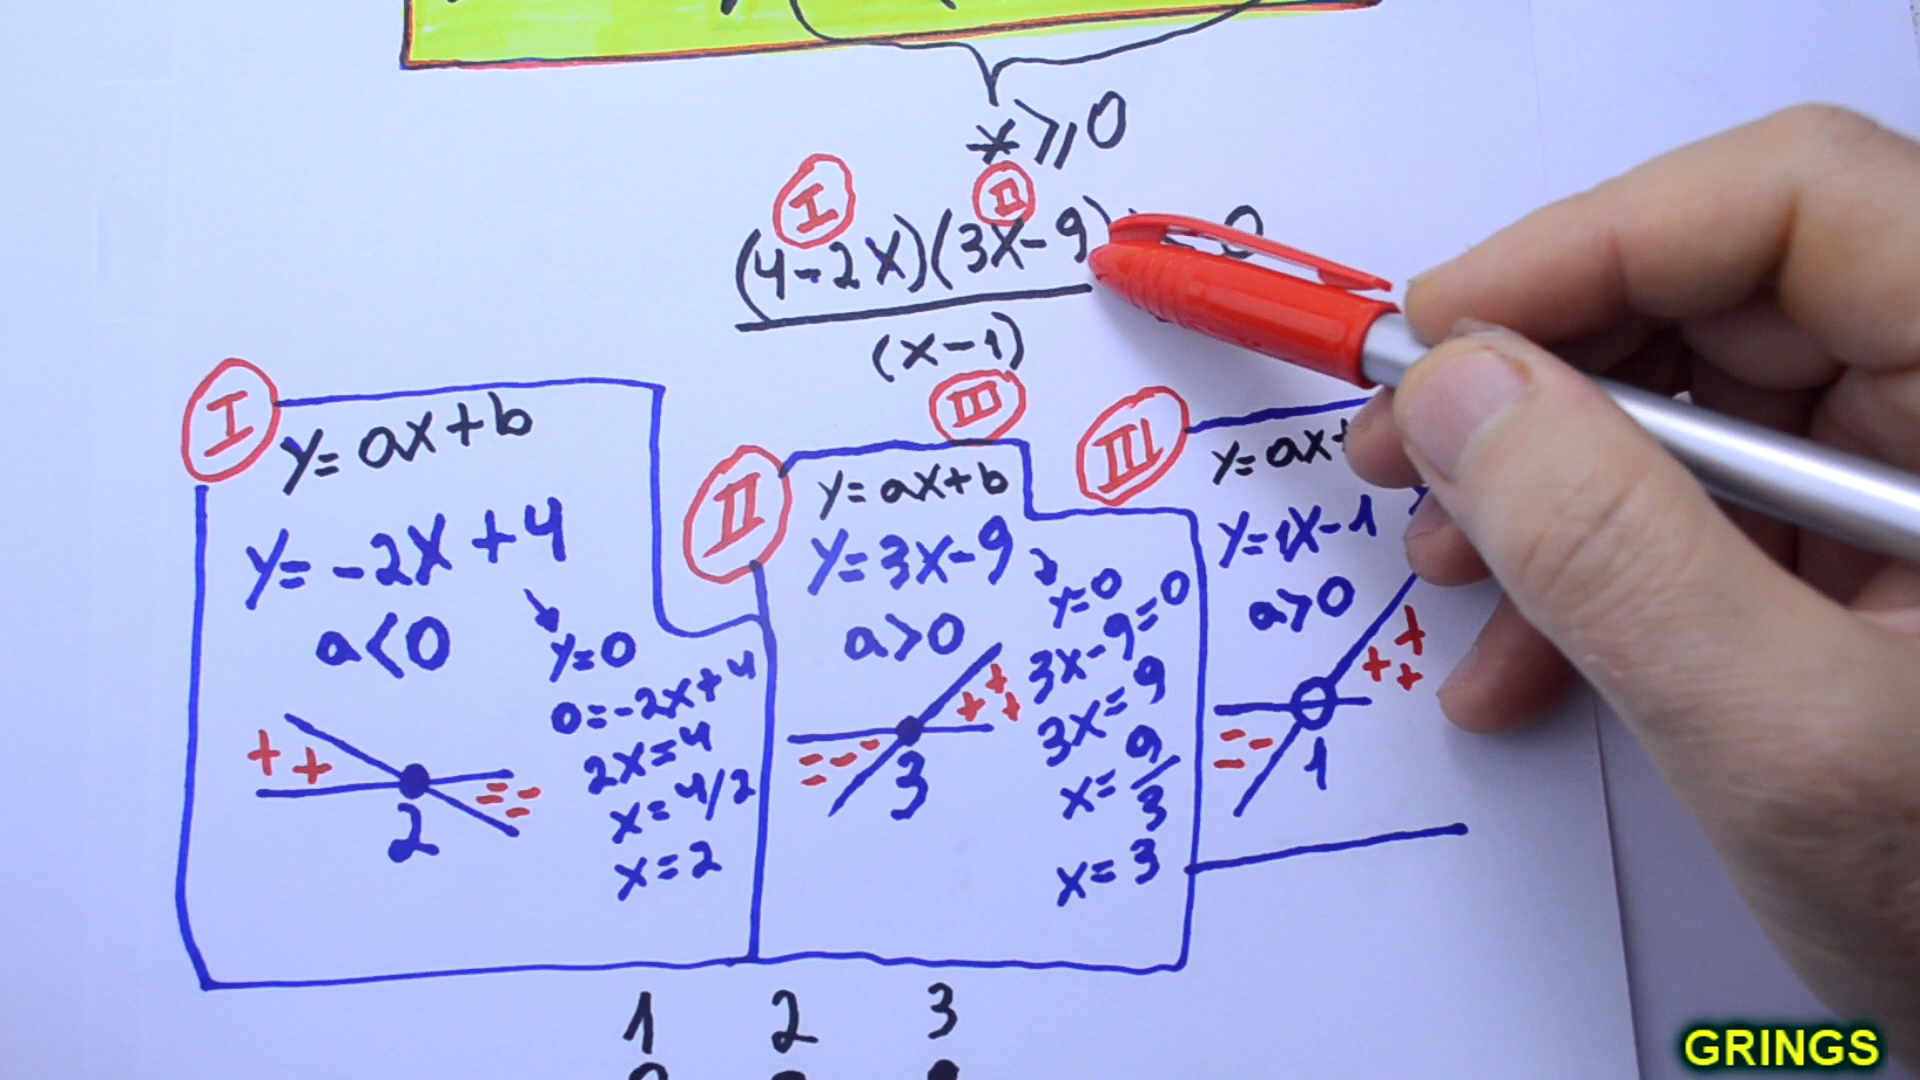 * ⩾ 0
I II
(4-2x)(3x-9) 0
(x-1)
III
I
y=ax+b
y=-2x+4
a<0
y=0
0=-2x+4
2x=4
x=4/2
x=2
+ + 2 - - -
II
y=ax+b
y=3x-9
a>0
y=0
3x-9=0
3x=9
x=9/3
x=3
- - - 3 + + +
III
y=ax+
y=1x-1
a>0
- - - 1 + + +
1 2 3
GRINGS